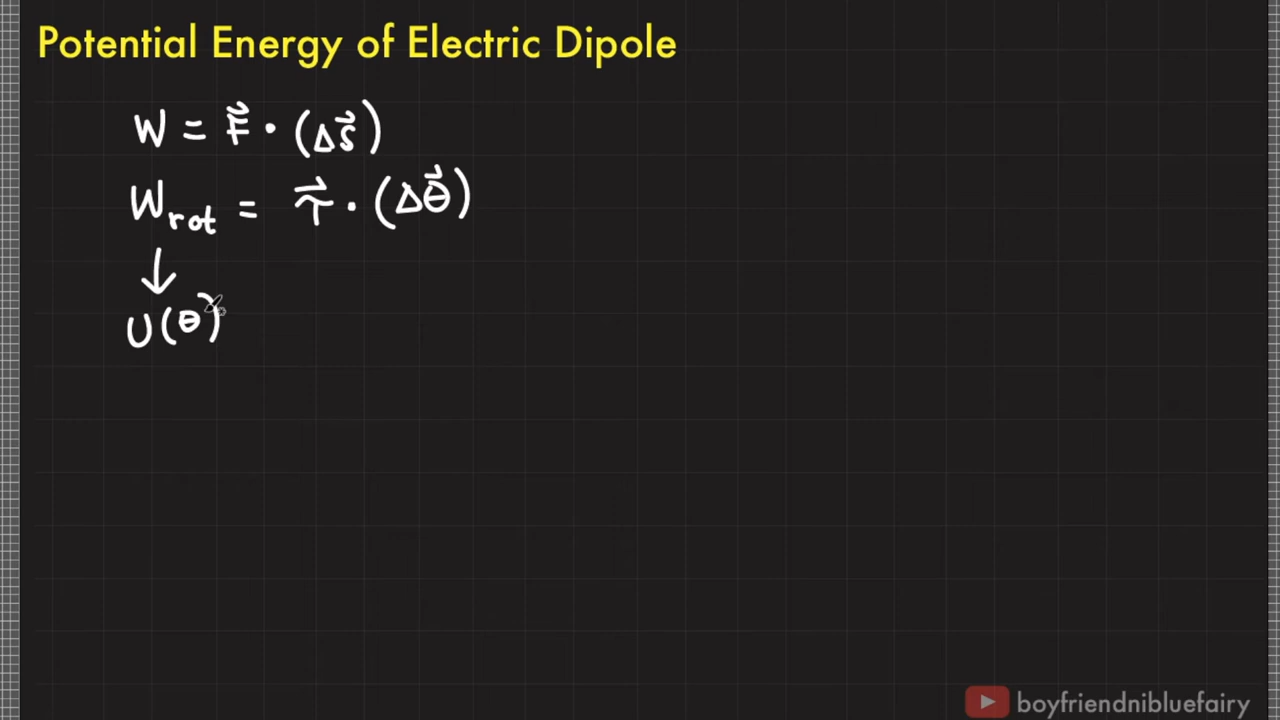 Potential Energy of Electric Dipole
W = F⃗ · (Δs⃗)
W_rot = τ⃗ · (Δθ⃗)
↓
U(θ)
boyfriendnibluefairy